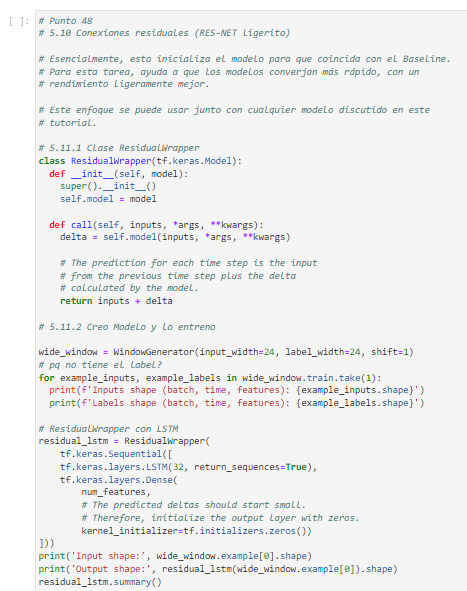 [ ]:
# Punto 48
# 5.10 Conexiones residuales (RES-NET ligerito)

# Esencialmente, esto inicializa el modelo para que coincida con el Baseline.
# Para esta tarea, ayuda a que los modelos converjan más rápido, con un
# rendimiento ligeramente mejor.

# Este enfoque se puede usar junto con cualquier modelo discutido en este
# tutorial.

# 5.11.1 Clase ResidualWrapper
class ResidualWrapper(tf.keras.Model):
  def __init__(self, model):
    super().__init__()
    self.model = model

  def call(self, inputs, *args, **kwargs):
    delta = self.model(inputs, *args, **kwargs)

    # The prediction for each time step is the input
    # from the previous time step plus the delta
    # calculated by the model.
    return inputs + delta

# 5.11.2 Creo Modelo y lo entreno

wide_window = WindowGenerator(input_width=24, label_width=24, shift=1)
# pq no tiene el Label?
for example_inputs, example_labels in wide_window.train.take(1):
  print(f'Inputs shape (batch, time, features): {example_inputs.shape}')
  print(f'Labels shape (batch, time, features): {example_labels.shape}')

# ResidualWrapper con LSTM
residual_lstm = ResidualWrapper(
    tf.keras.Sequential([
    tf.keras.layers.LSTM(32, return_sequences=True),
    tf.keras.layers.Dense(
        num_features,
        # The predicted deltas should start small.
        # Therefore, initialize the output Layer with zeros.
        kernel_initializer=tf.initializers.zeros())
]))
print('Input shape:', wide_window.example[0].shape)
print('Output shape:', residual_lstm(wide_window.example[0]).shape)
residual_lstm.summary()